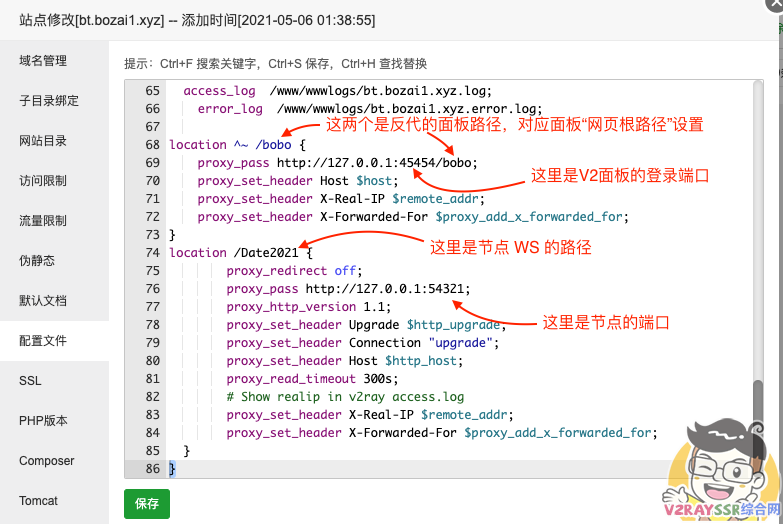 站点修改[bt.bozai1.xyz] -- 添加时间[2021-05-06 01:38:55]
域名管理
子目录绑定
网站目录
访问限制
流量限制
伪静态
默认文档
配置文件
SSL
PHP版本
Composer
Tomcat
提示：Ctrl+F 搜索关键字，Ctrl+S 保存，Ctrl+H 查找替换
65 access_log /www/wwwlogs/bt.bozai1.xyz.log;
66 error_log /www/wwwlogs/bt.bozai1.xyz.error.log;
67
这两个是反代的面板路径，对应面板“网页根路径”设置
68 location ^~ /bobo {
69 proxy_pass http://127.0.0.1:45454/bobo;
这里是V2面板的登录端口
70 proxy_set_header Host $host;
71 proxy_set_header X-Real-IP $remote_addr;
72 proxy_set_header X-Forwarded-For $proxy_add_x_forwarded_for;
73 }
这里是节点 WS 的路径
74 location /Date2021 {
75 proxy_redirect off;
76 proxy_pass http://127.0.0.1:54321;
77 proxy_http_version 1.1;
这里是节点的端口
78 proxy_set_header Upgrade $http_upgrade;
79 proxy_set_header Connection "upgrade";
80 proxy_set_header Host $http_host;
81 proxy_read_timeout 300s;
82 # Show realip in v2ray access.log
83 proxy_set_header X-Real-IP $remote_addr;
84 proxy_set_header X-Forwarded-For $proxy_add_x_forwarded_for;
85 }
86 }
保存
V2RAYSSR综合网